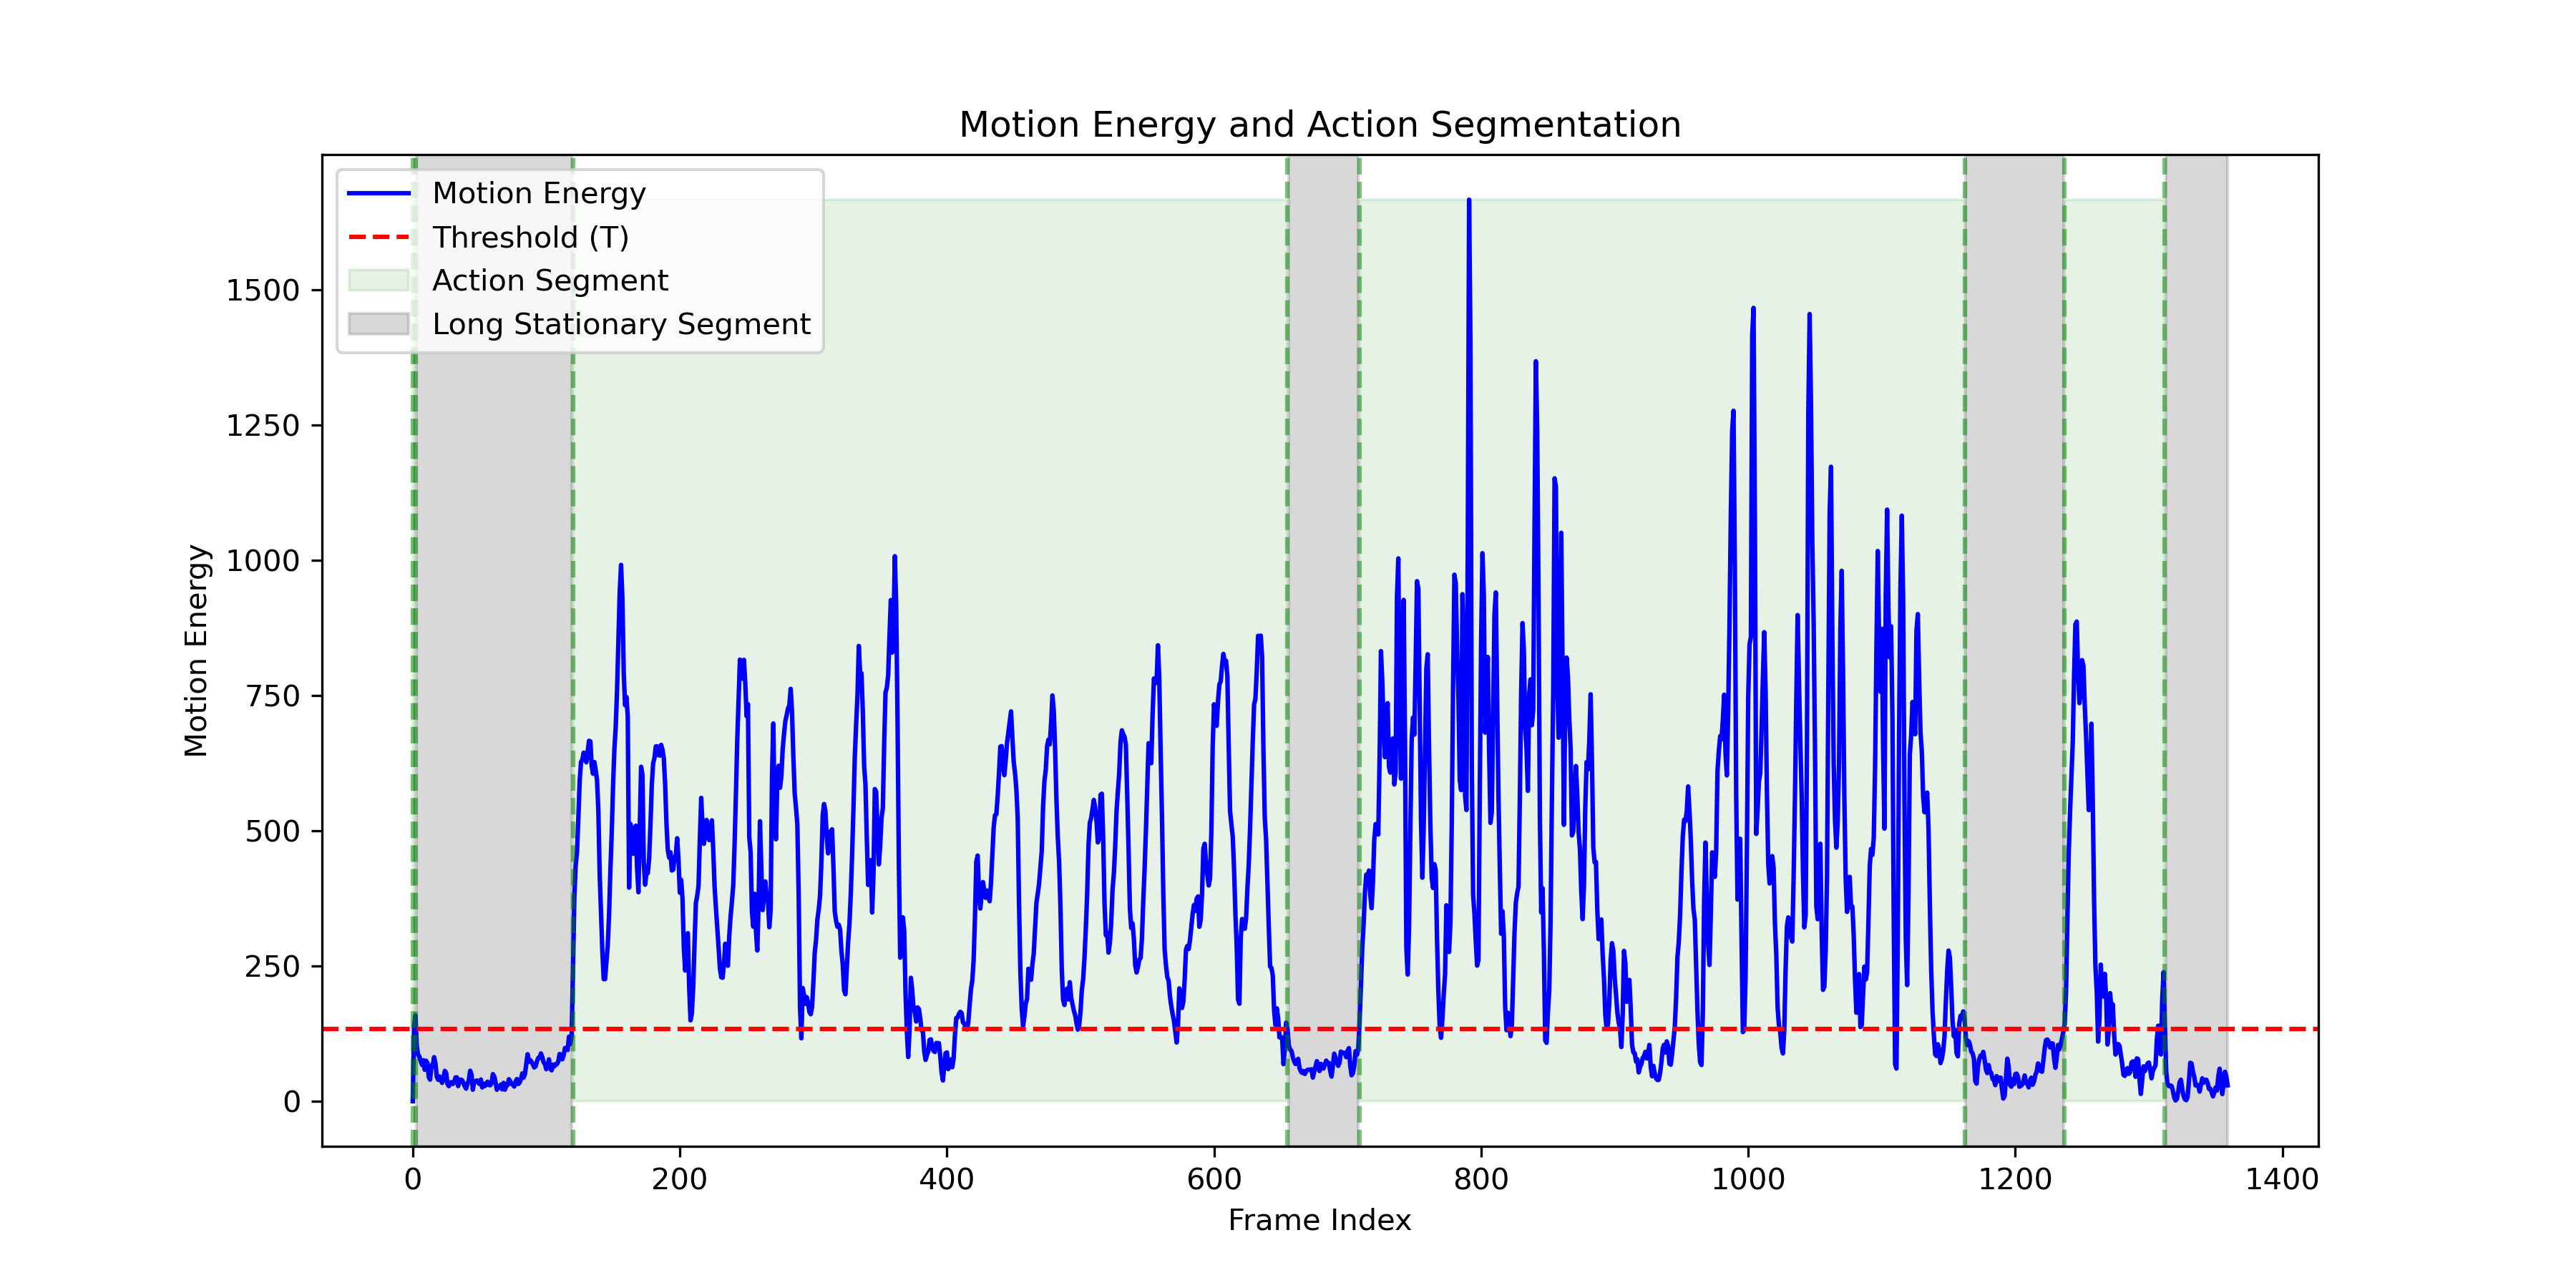 Motion Energy and Action Segmentation
Motion Energy
Threshold (T)
Action Segment
Long Stationary Segment
Motion Energy
1500
1250
1000
750
500
250
0
0 200 400 600 800 1000 1200 1400
Frame Index